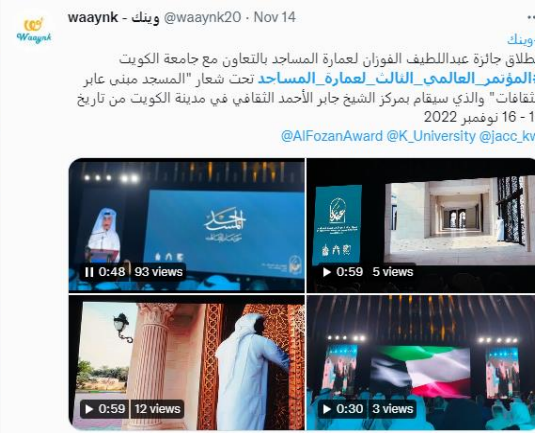 waaynk - وينك @waaynk20 · Nov 14
Waaynk
وينك
طلاق جائزة عبداللطيف الفوزان لعمارة المساجد بالتعاون مع جامعة الكويت
#المؤتمر_العالمي_الثالث_لعمارة_المساجد تحت شعار "المسجد مبنى عابر
ثقافات" والذي سيقام بمركز الشيخ جابر الأحمد الثقافي في مدينة الكويت من تاريخ
1 - 16 نوفمبر 2022
@AlFozanAward @K_University @jacc_kw
المساجد
0:48 93 views
0:59 5 views
0:59 12 views
0:30 3 views